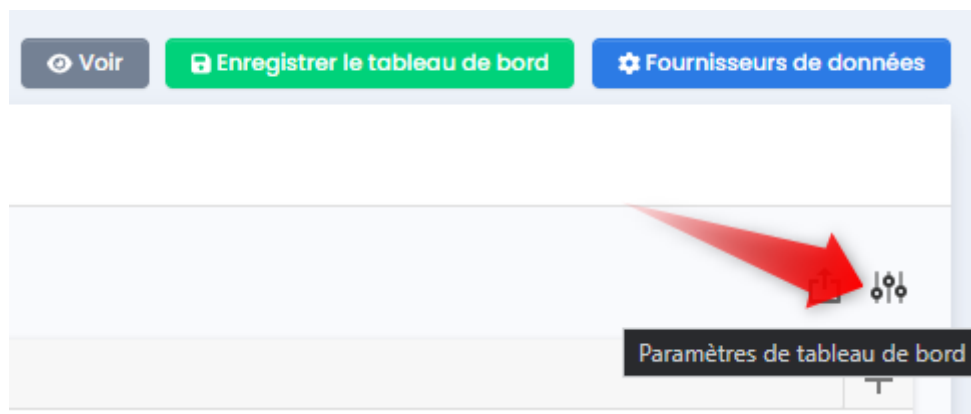 Voir
Enregistrer le tableau de bord
Fournisseurs de données
Paramètres de tableau de bord